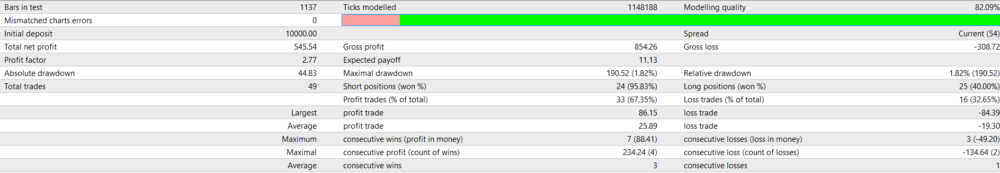 Bars in test 1137 Ticks modelled 1148188 Modelling quality 82.09%
Mismatched charts errors 0
Initial deposit 10000.00 Spread Current (54)
Total net profit 545.54 Gross profit 854.26 Gross loss -308.72
Profit factor 2.77 Expected payoff 11.13
Absolute drawdown 44.83 Maximal drawdown 190.52 (1.82%) Relative drawdown 1.82% (190.52)
Total trades 49 Short positions (won %) 24 (95.83%) Long positions (won %) 25 (40.00%)
Profit trades (% of total) 33 (67.35%) Loss trades (% of total) 16 (32.65%)
Largest profit trade 86.15 loss trade -84.39
Average profit trade 25.89 loss trade -19.30
Maximum consecutive wins (profit in money) 7 (88.41) consecutive losses (loss in money) 3 (-49.20)
Maximal consecutive profit (count of wins) 234.24 (4) consecutive loss (count of losses) -134.64 (2)
Average consecutive wins 3 consecutive losses 1